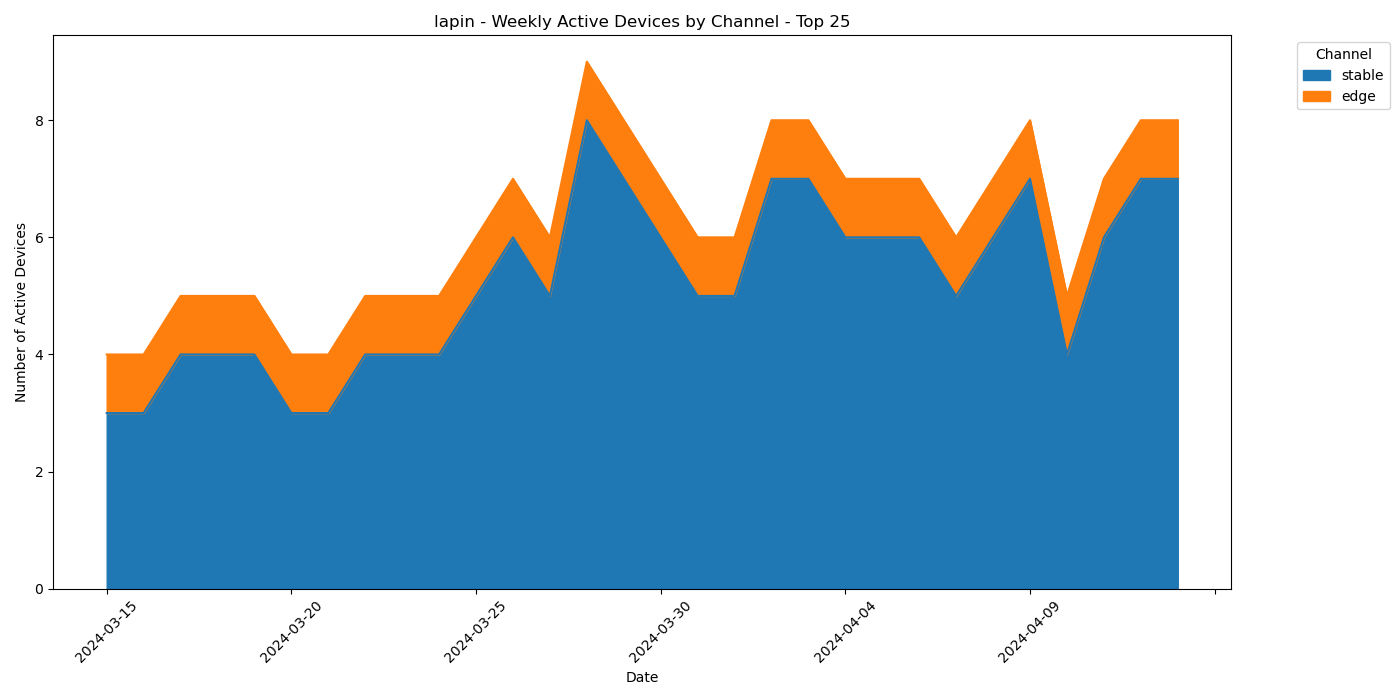 lapin - Weekly Active Devices by Channel - Top 25
Channel
stable
edge
Number of Active Devices
8
6
4
2
0
2024-03-15
2024-03-20
2024-03-25
2024-03-30
2024-04-04
2024-04-09
Date